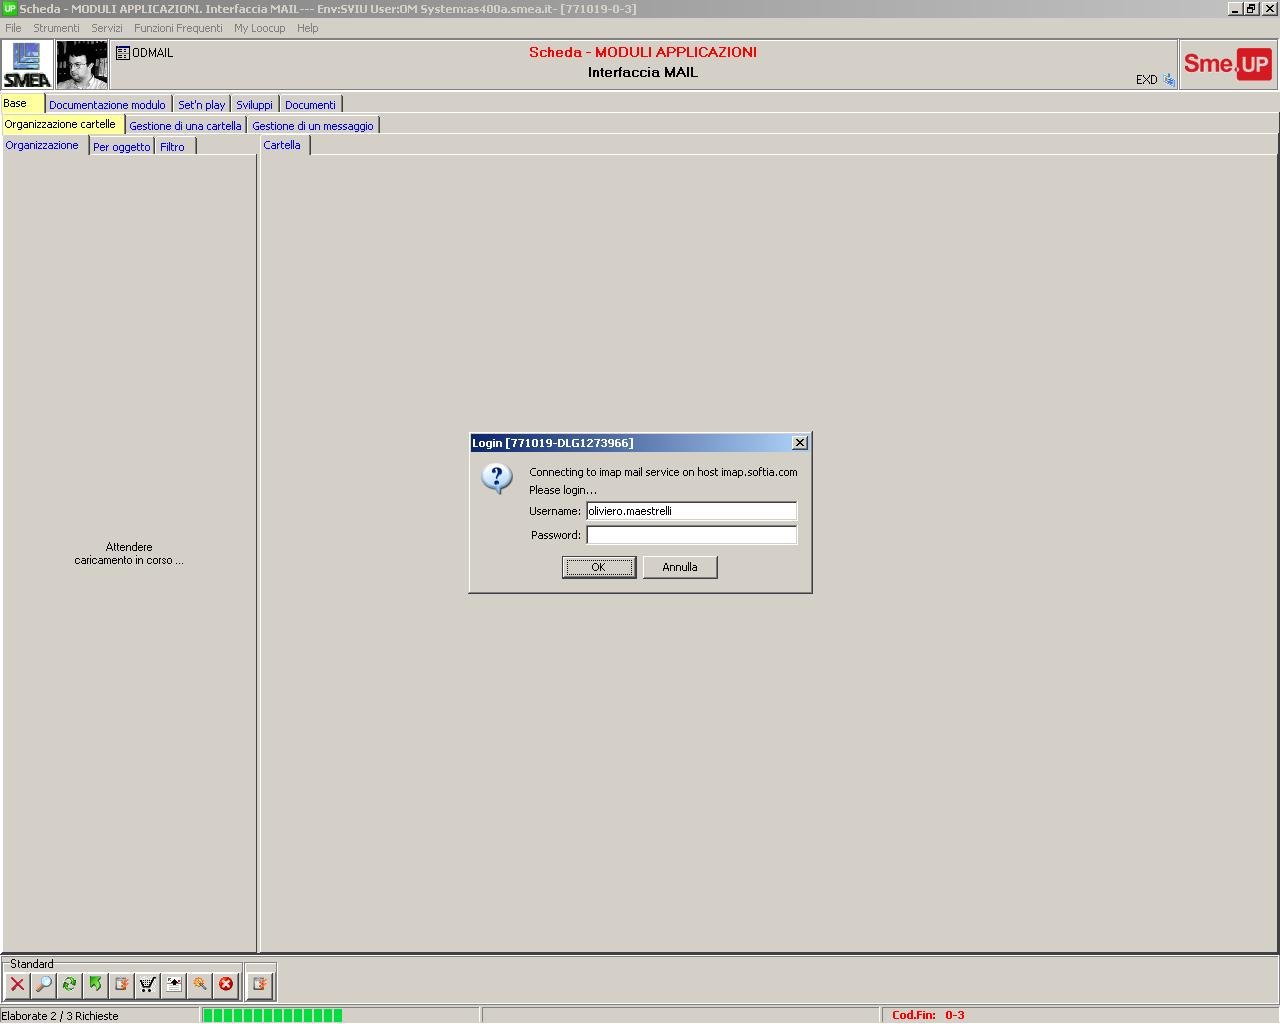 UP Scheda - MODULI APPLICAZIONI. Interfaccia MAIL--- Env:SVIU User:OM System:as400a.smea.it- [771019-0-3]
File Strumenti Servizi Funzioni Frequenti My Loocup Help
SMEA
ODMAIL
Scheda - MODULI APPLICAZIONI
Interfaccia MAIL
EXD
Sme.UP
Base Documentazione modulo Set'n play Sviluppi Documenti
Organizzazione cartelle Gestione di una cartella Gestione di un messaggio
Organizzazione Per oggetto Filtro Cartella
Login [771019-DLG1273966]
Connecting to imap mail service on host imap.softia.com
Please login...
Username: oliviero.maestrelli
Password:
OK Annulla
Attendere
caricamento in corso ...
Standard
Elaborate 2 / 3 Richieste
Cod.Fin: 0-3